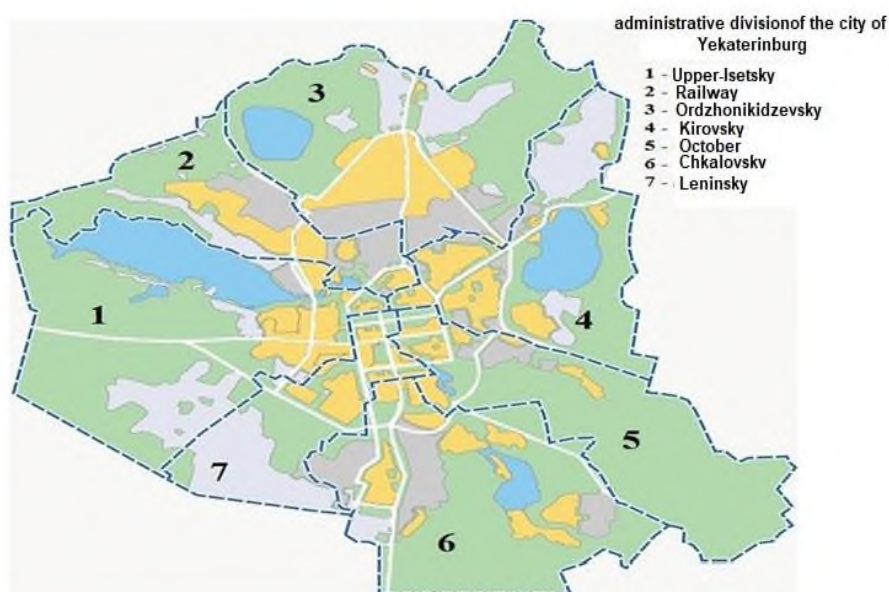 administrative divisionof the city of
Yekaterinburg
1 - Upper-Isetsky
2 - Railway
3 - Ordzhonikidzevsky
4 - Kirovsky
5 - October
6 - Chkalovskv
7 - Leninsky
3
2
1
4
5
7
6